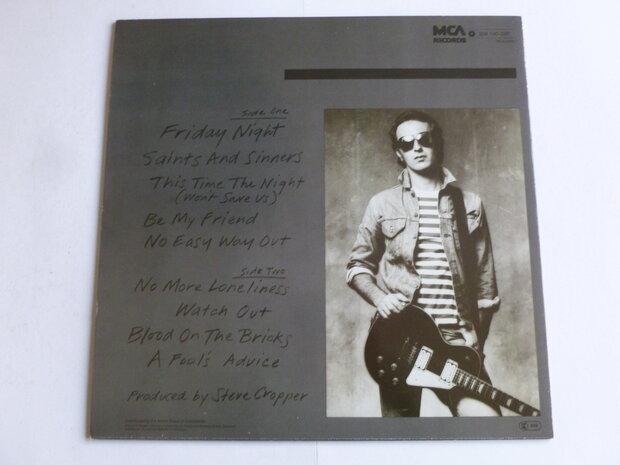 MCA
RECORDS
Side One
Friday Night
Saints And Sinners
This Time The Night
(Won't Save Us)
Be My Friend
No Easy Way Out
Side Two
No More Loneliness
Watch Out
Blood On The Bricks
A Fool's Advice
Produced by Steve Cropper